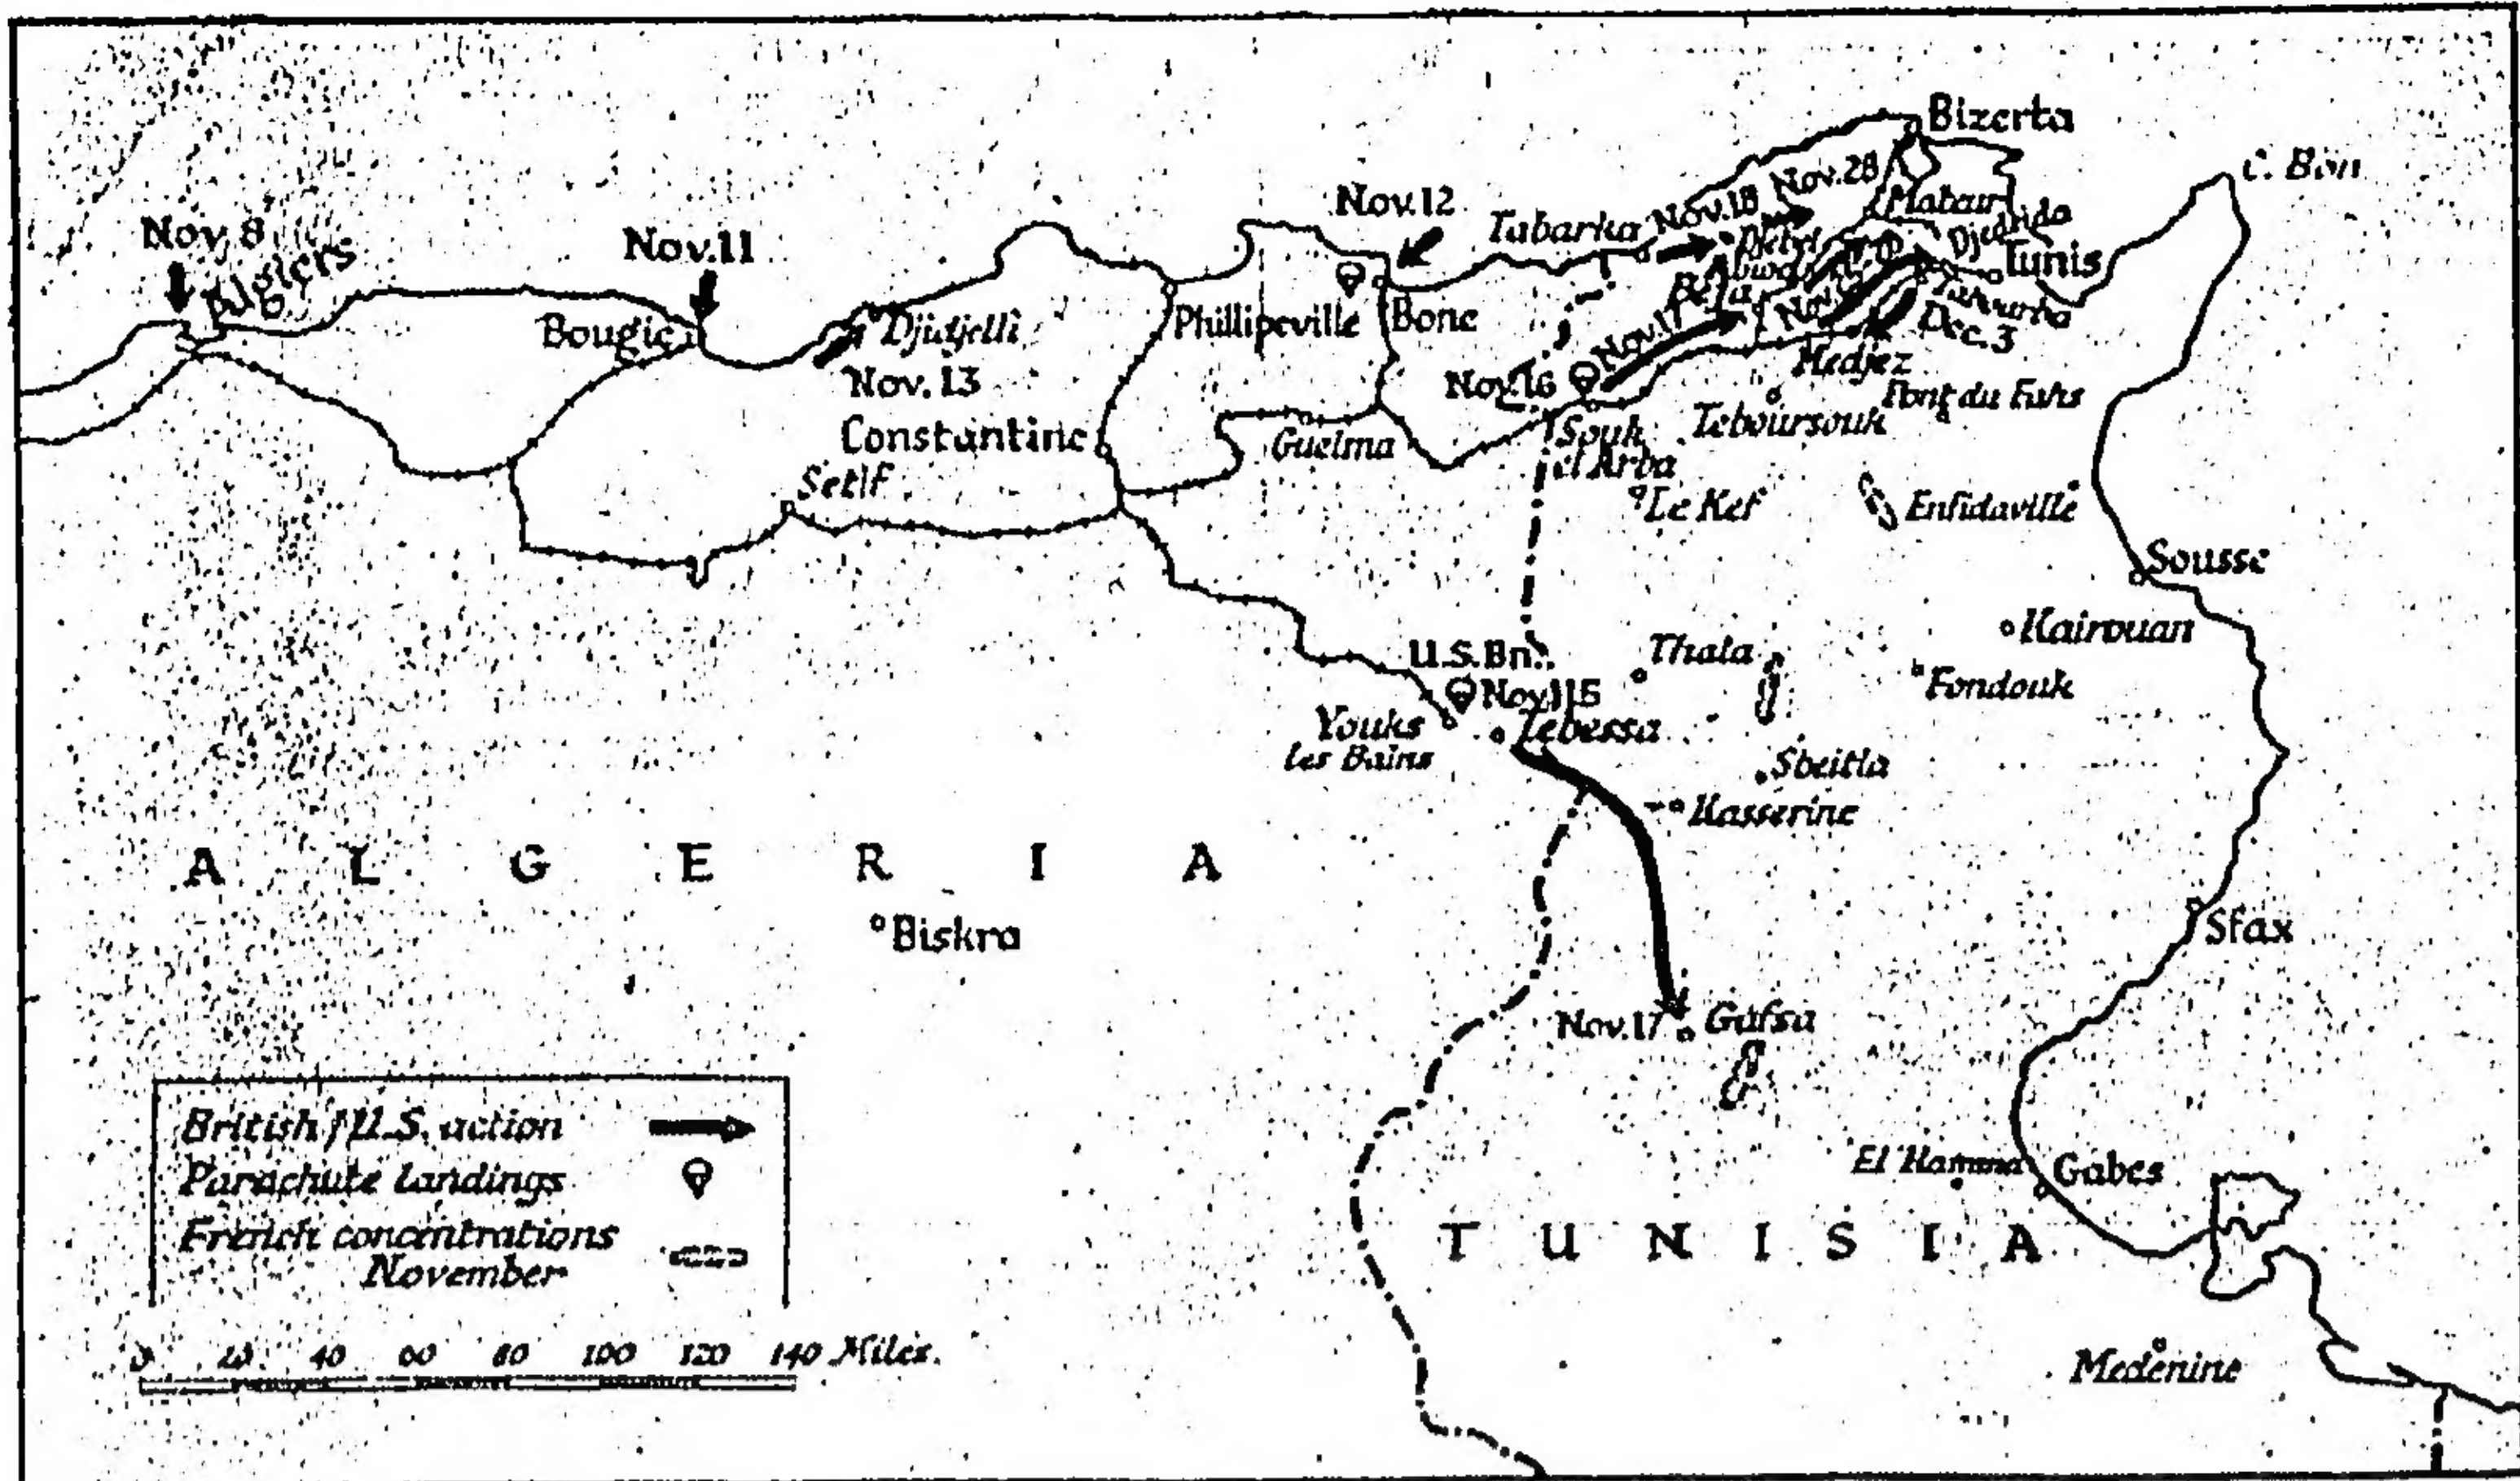 Nov. 8
Algiers
Nov. 11
Bougie
Djidjelli
Nov. 13
Constantine
Setif
Phillipeville
Nov. 12
Bone
Guelma
Tabarka
Nov. 18
Nov. 28
Bizerta
C. Bon
Mateur
Djedeida
Tunis
Djebel
Beja
Tebourba
Dec. 3
Nov. 17
Nov. 16
Medjez
Pont du Fahs
Teboursouk
Souk
el Arba
Le Kef
Enfidaville
Sousse
Kairouan
Fondouk
U.S. Bn.
Nov. 15
Thala
Youks
les Bains
Tebessa
Sbeitla
Kasserine
ALGERIA
Biskra
Sfax
Nov. 17
Gafsa
El Hamma
Gabes
TUNISIA
Medenine
British / U.S. action
Parachute landings
French concentrations
November
0 20 40 60 80 100 120 140 Miles.